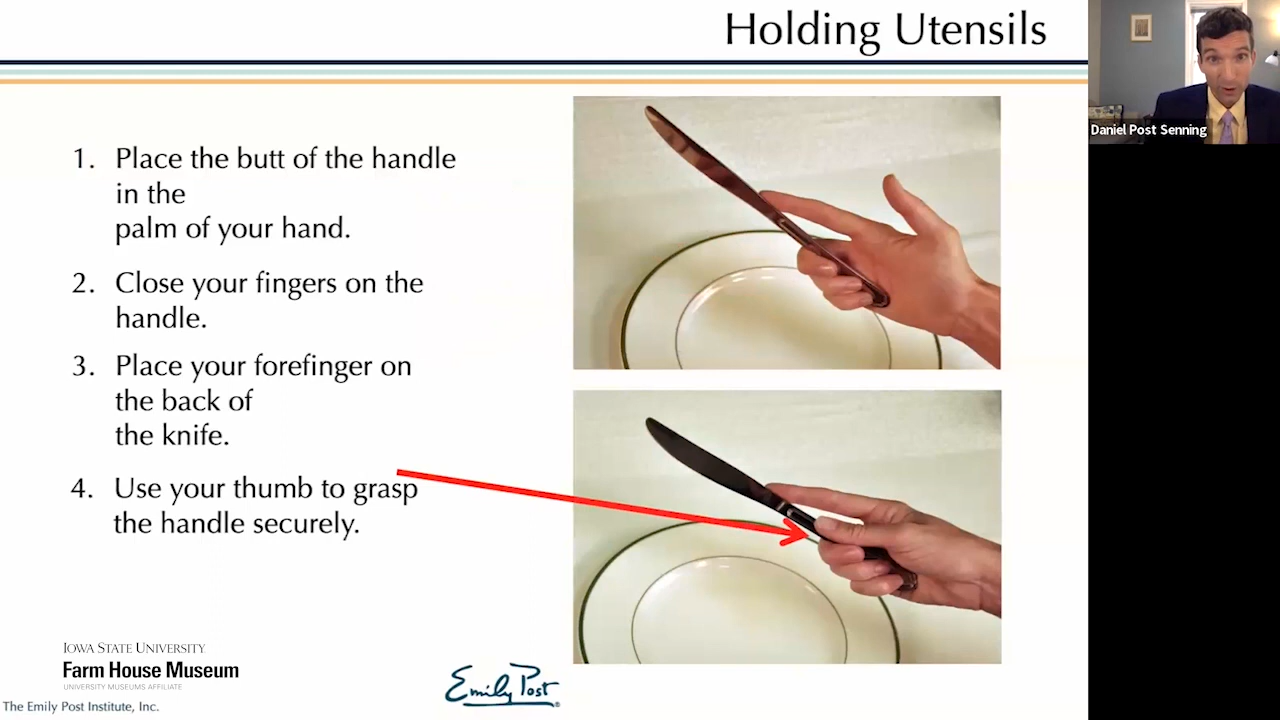 Holding Utensils
Daniel Post Senning
1. Place the butt of the handle
in the
palm of your hand.
2. Close your fingers on the
handle.
3. Place your forefinger on
the back of
the knife.
4. Use your thumb to grasp
the handle securely.
IOWA STATE UNIVERSITY
Farm House Museum
UNIVERSITY MUSEUMS AFFILIATE
Emily Post®
The Emily Post Institute, Inc.